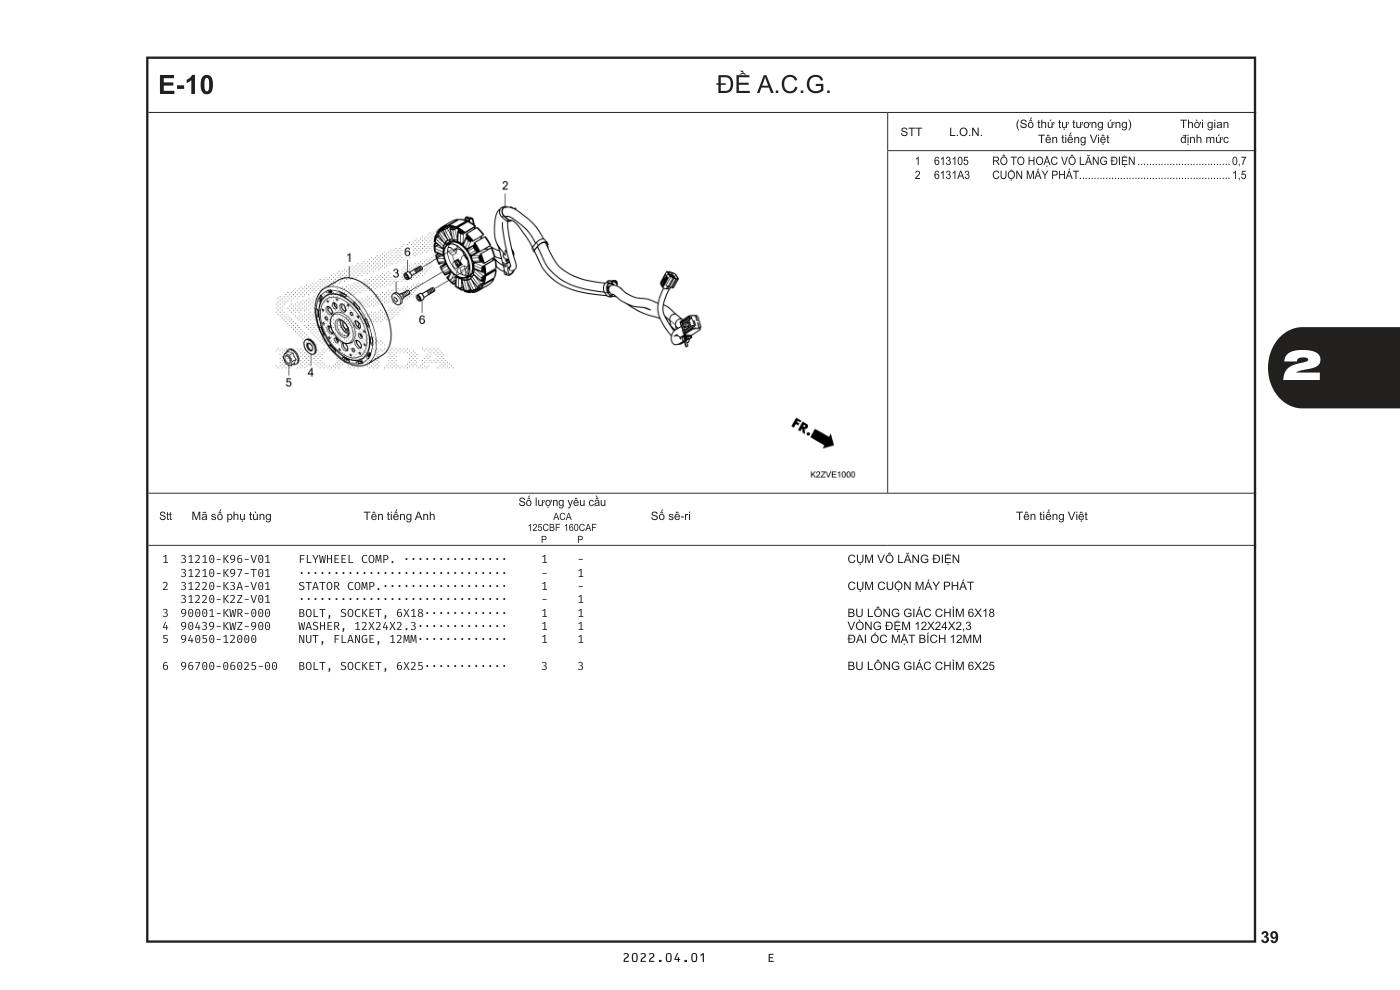 E-10
ĐỀ A.C.G.
STT L.O.N. (Số thứ tự tương ứng) Tên tiếng Việt Thời gian định mức
1 613105 RÔ TO HOẶC VÔ LĂNG ĐIỆN ................................ 0,7
2 6131A3 CUỘN MÁY PHÁT.................................................... 1,5
2
1
6
3
6
4
5
HONDA
FR.
K2ZVE1000
2
Stt Mã số phụ tùng Tên tiếng Anh Số lượng yêu cầu Số sê-ri Tên tiếng Việt
ACA
125CBF 160CAF
P P
1 31210-K96-V01 FLYWHEEL COMP. ··············· 1 – CỤM VÔ LĂNG ĐIỆN
31210-K97-T01 ······························ – 1
2 31220-K3A-V01 STATOR COMP.·················· 1 – CỤM CUỘN MÁY PHÁT
31220-K2Z-V01 ······························ – 1
3 90001-KWR-000 BOLT, SOCKET, 6X18············ 1 1 BU LÔNG GIÁC CHÌM 6X18
4 90439-KWZ-900 WASHER, 12X24X2.3············· 1 1 VÒNG ĐỆM 12X24X2,3
5 94050-12000 NUT, FLANGE, 12MM············· 1 1 ĐAI ỐC MẶT BÍCH 12MM
6 96700-06025-00 BOLT, SOCKET, 6X25············ 3 3 BU LÔNG GIÁC CHÌM 6X25
39
2022.04.01 E